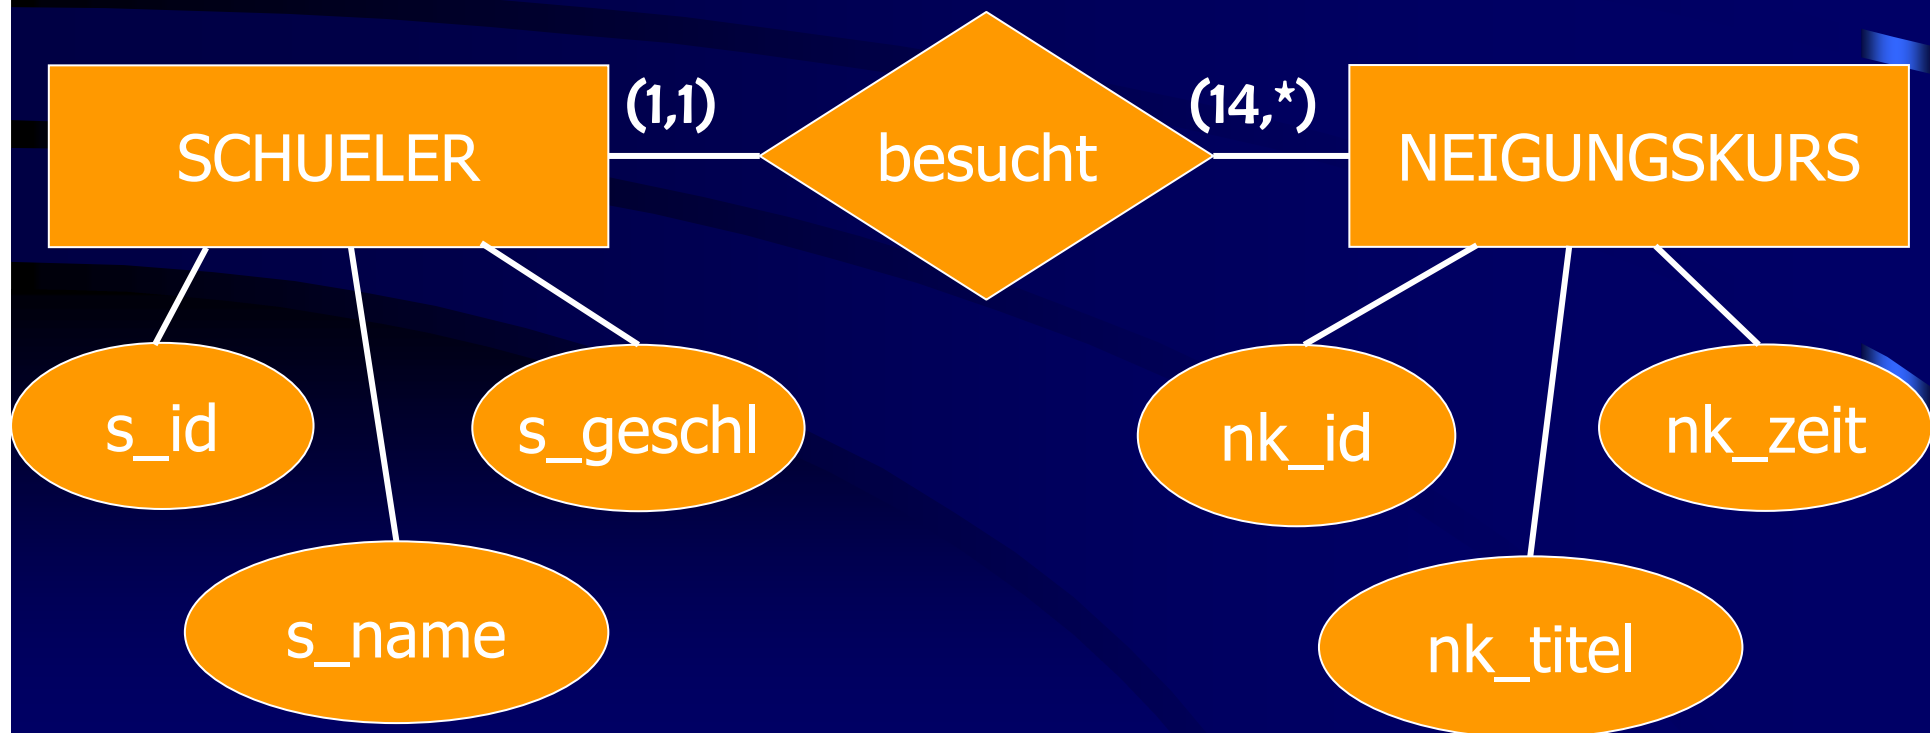 SCHUELER
(1,1)
besucht
(14,*)
NEIGUNGSKURS
s_id
s_geschl
s_name
nk_id
nk_zeit
nk_titel